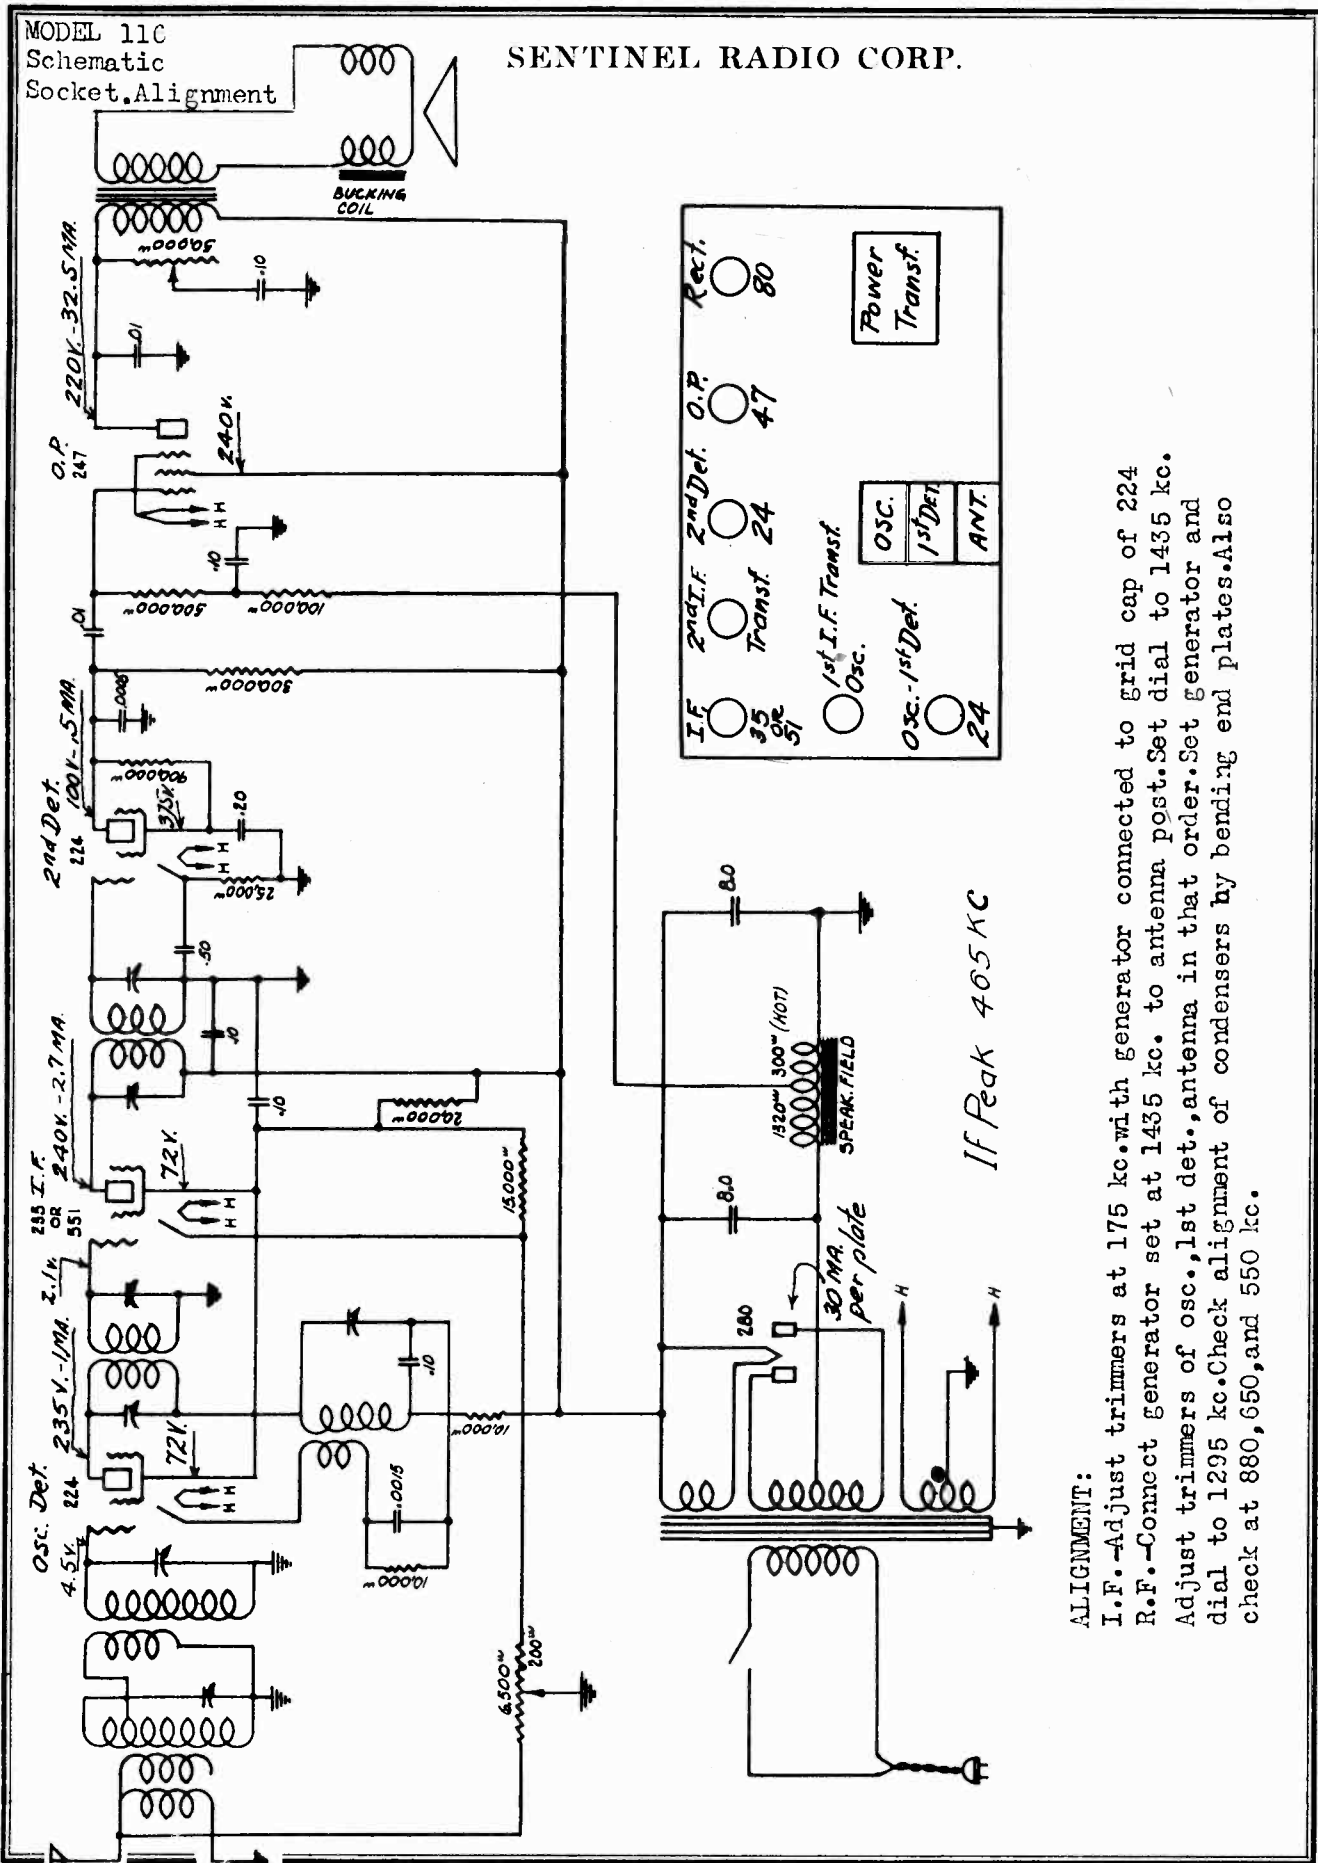 MODEL 110
Schematic
Socket.Alignment
SENTINEL RADIO CORP.
BUCKING
COIL
50,000ω
.10
.01
220V.-32.5 MA.
O.P.
247
240V.
H
H
.10
500,000ω
100,000ω
.01
300,000ω
.0005
900,000ω
100V-.15MA.
2nd Det.
224
37.5V.
.20
H
H
25,000ω
.50
.10
.10
240V.-2.7MA.
235 I.F.
OR
551
72V.
H
H
20,000ω
15,000ω
2.1V.
235V.-1MA.
Osc. Det.
224
72V.
H
H
4.5V.
.10
10,000ω
.0015
10,000ω
6,500ω
200ω
Rect.
80
Power
Transf.
O.P.
47
2nd Det.
24
2nd I.F.
Transf.
I.F.
35
OR
51
1st I.F. Transf.
Osc.
Osc.-1st Det.
24
OSC.
1st DET.
ANT.
8.0
8.0
1320ω
300ω (HOT)
SPEAK. FIELD
280
30 MA.
per plate
H
H
If Peak 465 KC
ALIGNMENT:
I.F.-Adjust trimmers at 175 kc.with generator connected to grid cap of 224
R.F.-Connect generator set at 1435 kc. to antenna post.Set dial to 1435 kc.
Adjust trimmers of osc.,1st det.,antenna in that order.Set generator and
dial to 1295 kc.Check alignment of condensers by bending end plates.Also
check at 880,650,and 550 kc.